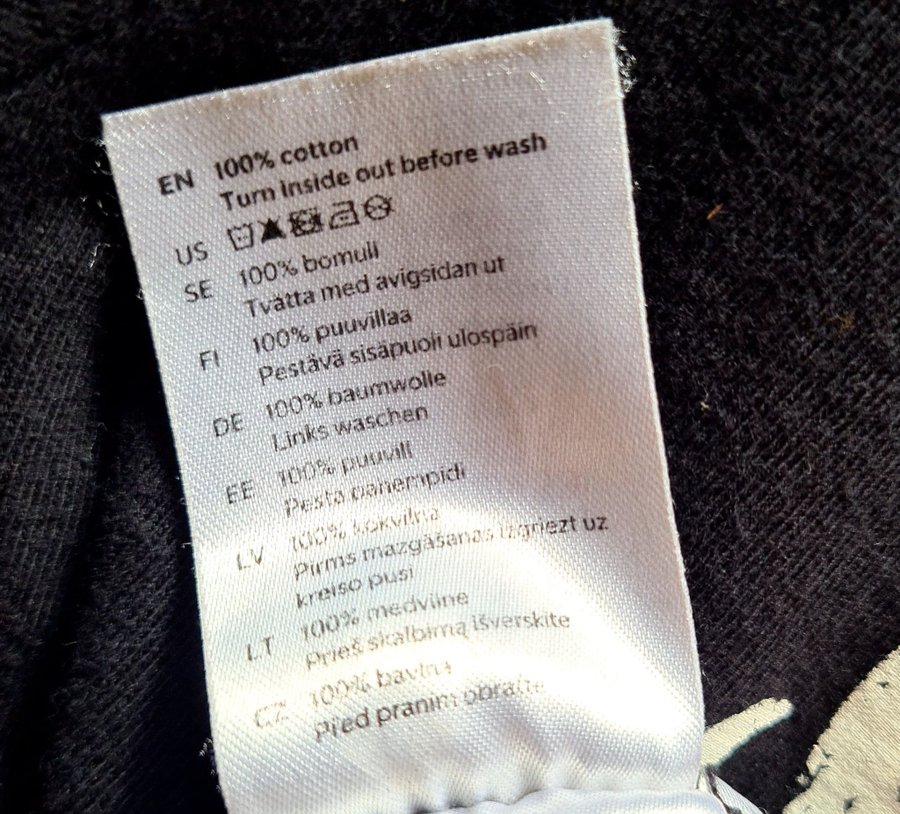 EN 100% cotton
Turn inside out before wash
US
SE 100% bomull
Tvätta med avigsidan ut
FI 100% puuvillaa
Pestävä sisäpuoli ulospäin
DE 100% baumwolle
Links waschen
EE 100% puuvill
Pesta pahempidi
LV 100% kokvilna
Pirms mazgāšanas izgriezt uz
kreiso pusi
LT 100% medvilnė
Prieš skalbimą išverskite
CZ 100% bavlna
Před praním obraťte